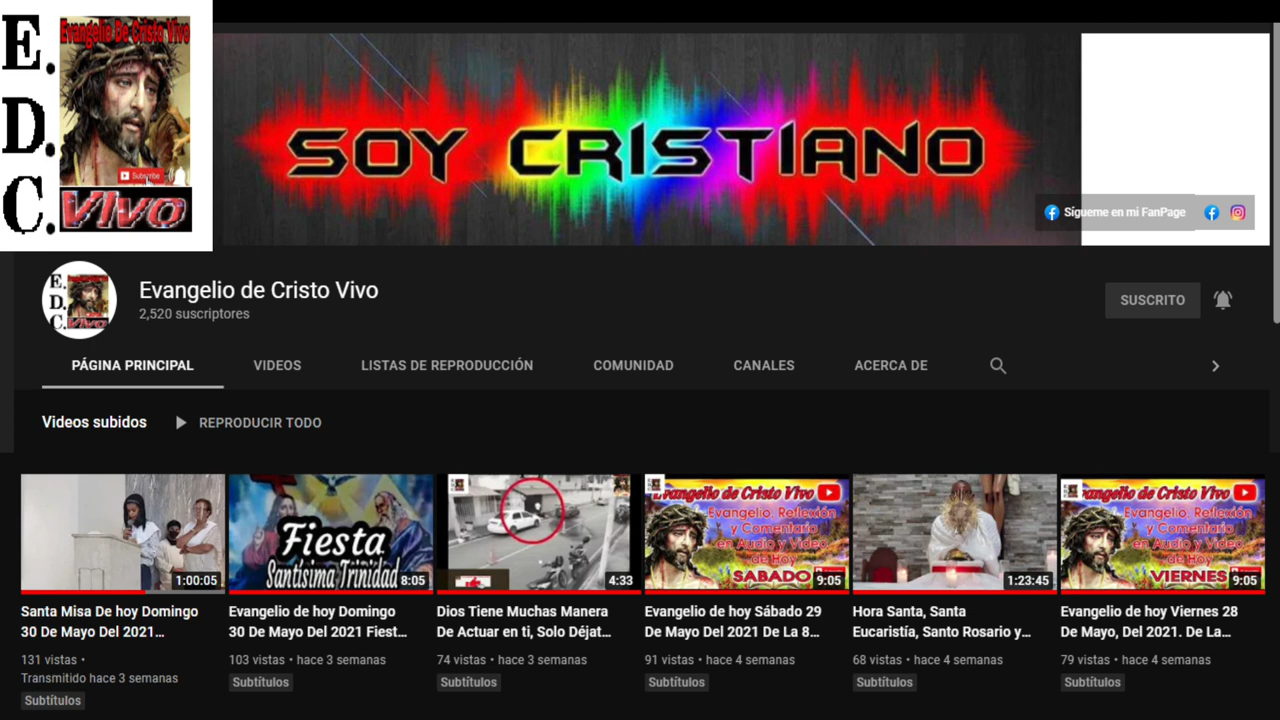 E.
D.
C.
Evangelio De Cristo Vivo
Subscribe
Vivo
SOY CRISTIANO
Sígueme en mi FanPage
E.
D.
C.
Vivo
Evangelio de Cristo Vivo
2,520 suscriptores
SUSCRITO
PÁGINA PRINCIPAL
VIDEOS
LISTAS DE REPRODUCCIÓN
COMUNIDAD
CANALES
ACERCA DE
Videos subidos
REPRODUCIR TODO
1:00:05
Santa Misa De hoy Domingo
30 De Mayo Del 2021...
131 vistas •
Transmitido hace 3 semanas
Subtítulos
Fiesta
Santísima Trinidad
8:05
Evangelio de hoy Domingo
30 De Mayo Del 2021 Fiest...
103 vistas • hace 3 semanas
Subtítulos
4:33
Dios Tiene Muchas Manera
De Actuar en ti, Solo Déjat...
74 vistas • hace 3 semanas
Subtítulos
Evangelio de Cristo Vivo
Evangelio, Reflexión
y Comentario
en Audio y Video
de Hoy
SABADO
9:05
Evangelio de hoy Sábado 29
De Mayo Del 2021 De La 8...
91 vistas • hace 4 semanas
Subtítulos
1:23:45
Hora Santa, Santa
Eucaristía, Santo Rosario y...
68 vistas • hace 4 semanas
Subtítulos
Evangelio de Cristo Vivo
Evangelio, Reflexión
y Comentario
en Audio y Video
de Hoy
VIERNES
9:05
Evangelio de hoy Viernes 28
De Mayo, Del 2021. De La...
79 vistas • hace 4 semanas
Subtítulos